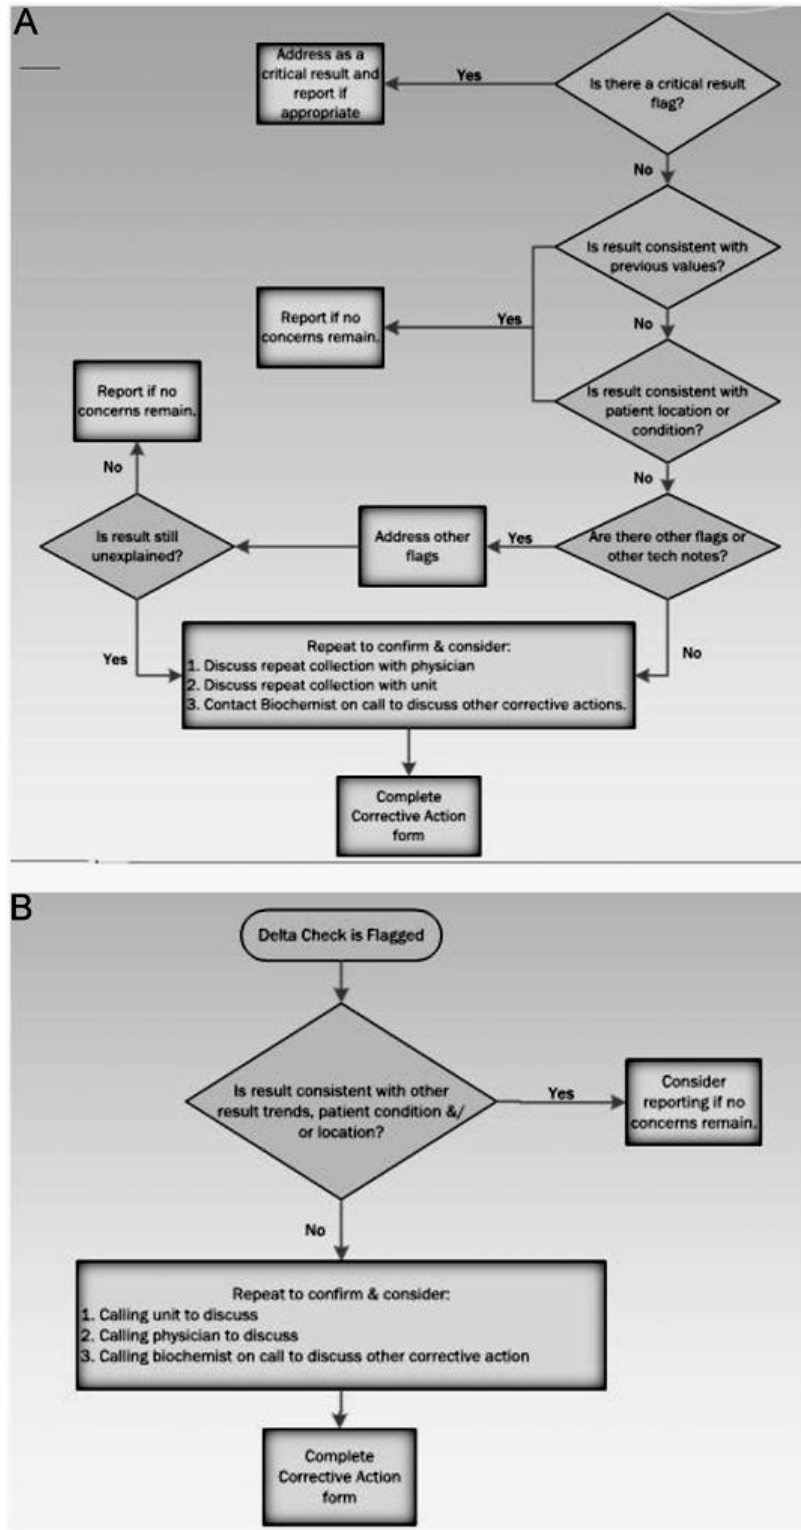 A
Is there a critical result
flag?
Yes
Address as a
critical result and
report if
appropriate
No
Is result consistent with
previous values?
Yes
Report if no
concerns remain.
No
Is result consistent with
patient location or
condition?
No
Are there other flags or
other tech notes?
Yes
Address other
flags
Is result still
unexplained?
No
Report if no
concerns remain.
Yes
No
Repeat to confirm & consider:
1. Discuss repeat collection with physician
2. Discuss repeat collection with unit
3. Contact Biochemist on call to discuss other corrective actions.
Complete
Corrective Action
form
B
Delta Check is Flagged
Is result consistent with other
result trends, patient condition &/
or location?
Yes
Consider
reporting if no
concerns remain.
No
Repeat to confirm & consider:
1. Calling unit to discuss
2. Calling physician to discuss
3. Calling biochemist on call to discuss other corrective action
Complete
Corrective Action
form